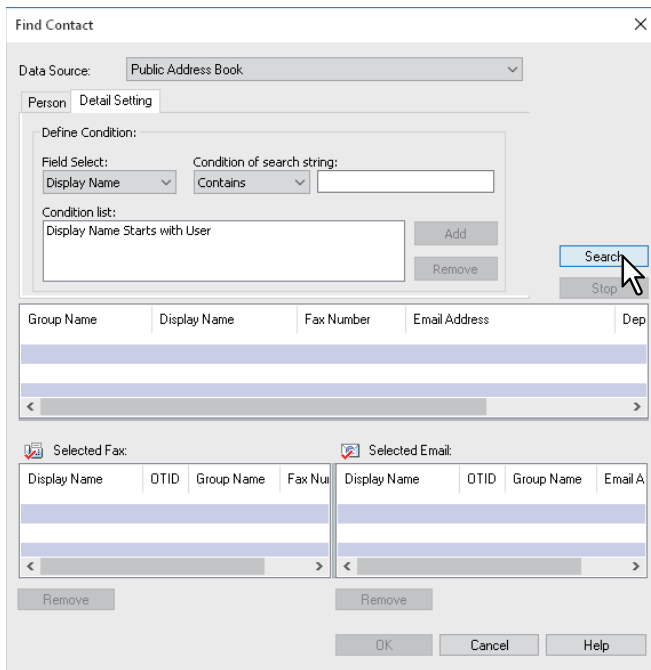 Find Contact
Data Source: Public Address Book
Person Detail Setting
Define Condition:
Field Select: Condition of search string:
Display Name Contains
Condition list:
Display Name Starts with User
Add
Remove
Search
Stop
Group Name Display Name Fax Number Email Address Dep
Selected Fax: Selected Email:
Display Name OTID Group Name Fax Nu Display Name OTID Group Name Email A
Remove Remove
OK Cancel Help